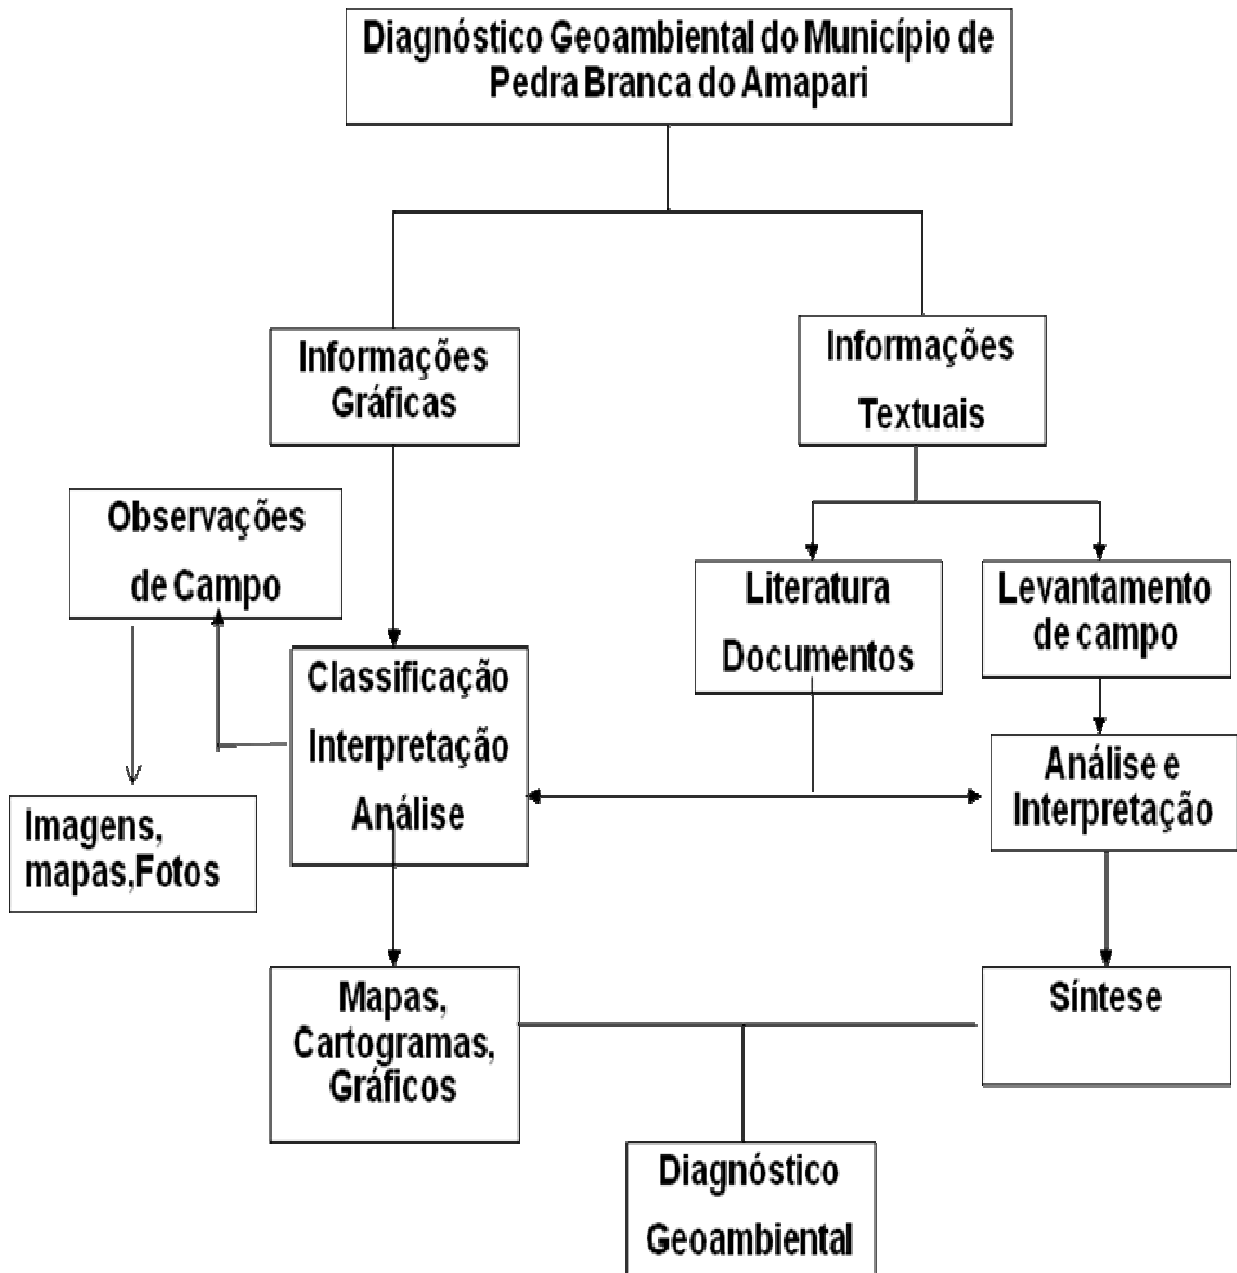 Diagnóstico Geoambiental do Município de
Pedra Branca do Amapari
Informações
Gráficas
Informações
Textuais
Observações
de Campo
Literatura
Documentos
Levantamento
de campo
Classificação
Interpretação
Análise
Análise e
Interpretação
Imagens,
mapas,Fotos
Mapas,
Cartogramas,
Gráficos
Síntese
Diagnóstico
Geoambiental